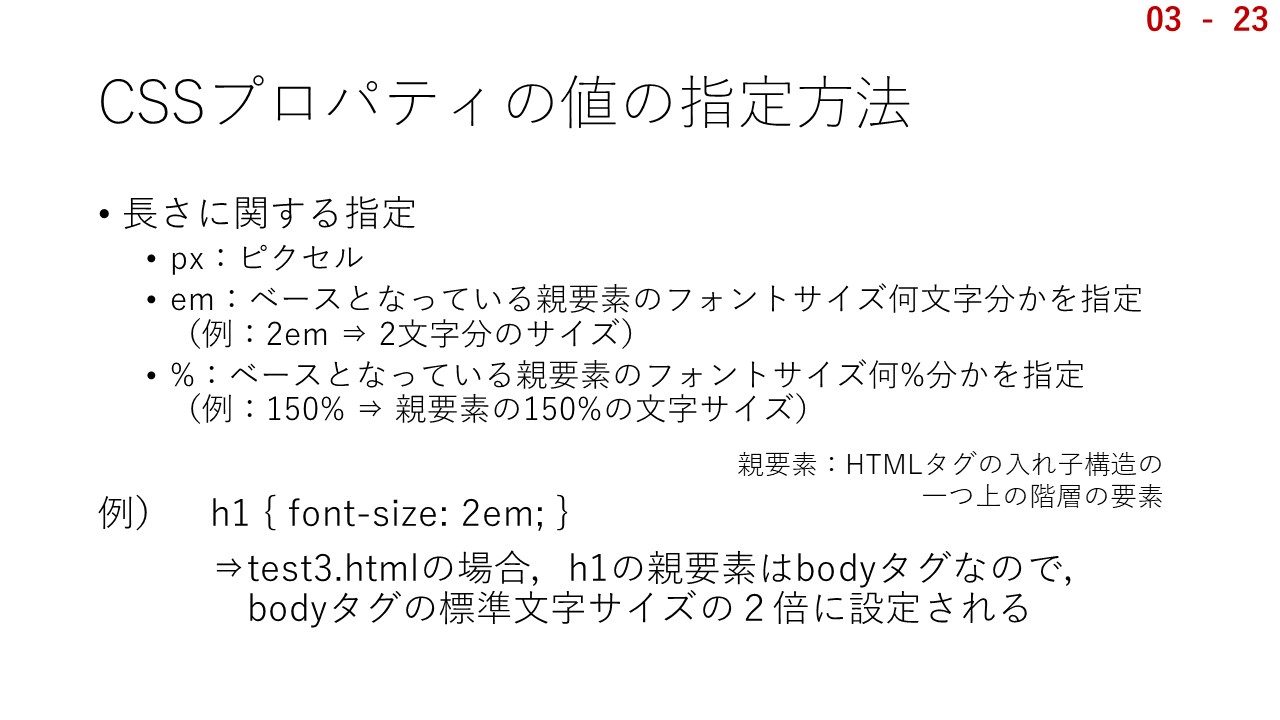 03 - 23
CSSプロパティの値の指定方法
• 長さに関する指定
• px：ピクセル
• em：ベースとなっている親要素のフォントサイズ何文字分かを指定
（例：2em ⇒ 2文字分のサイズ）
• %：ベースとなっている親要素のフォントサイズ何%分かを指定
（例：150% ⇒ 親要素の150%の文字サイズ）
親要素：HTMLタグの入れ子構造の
一つ上の階層の要素
例） h1 { font-size: 2em; }
⇒test3.htmlの場合，h1の親要素はbodyタグなので，
bodyタグの標準文字サイズの２倍に設定される